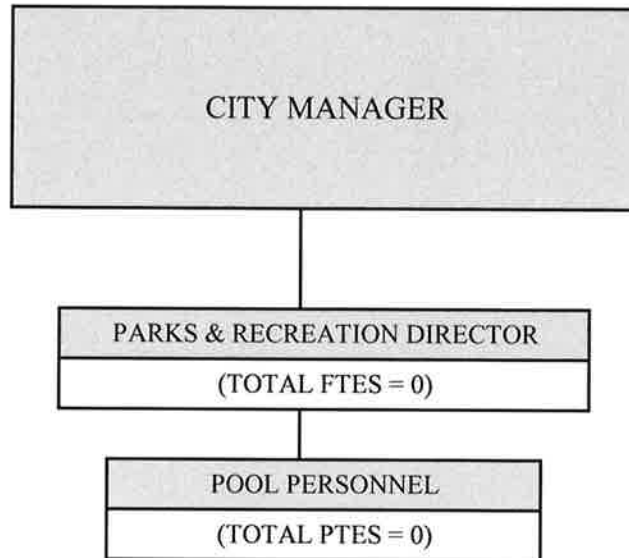 CITY MANAGER
PARKS & RECREATION DIRECTOR
(TOTAL FTES = 0)
POOL PERSONNEL
(TOTAL PTES = 0)